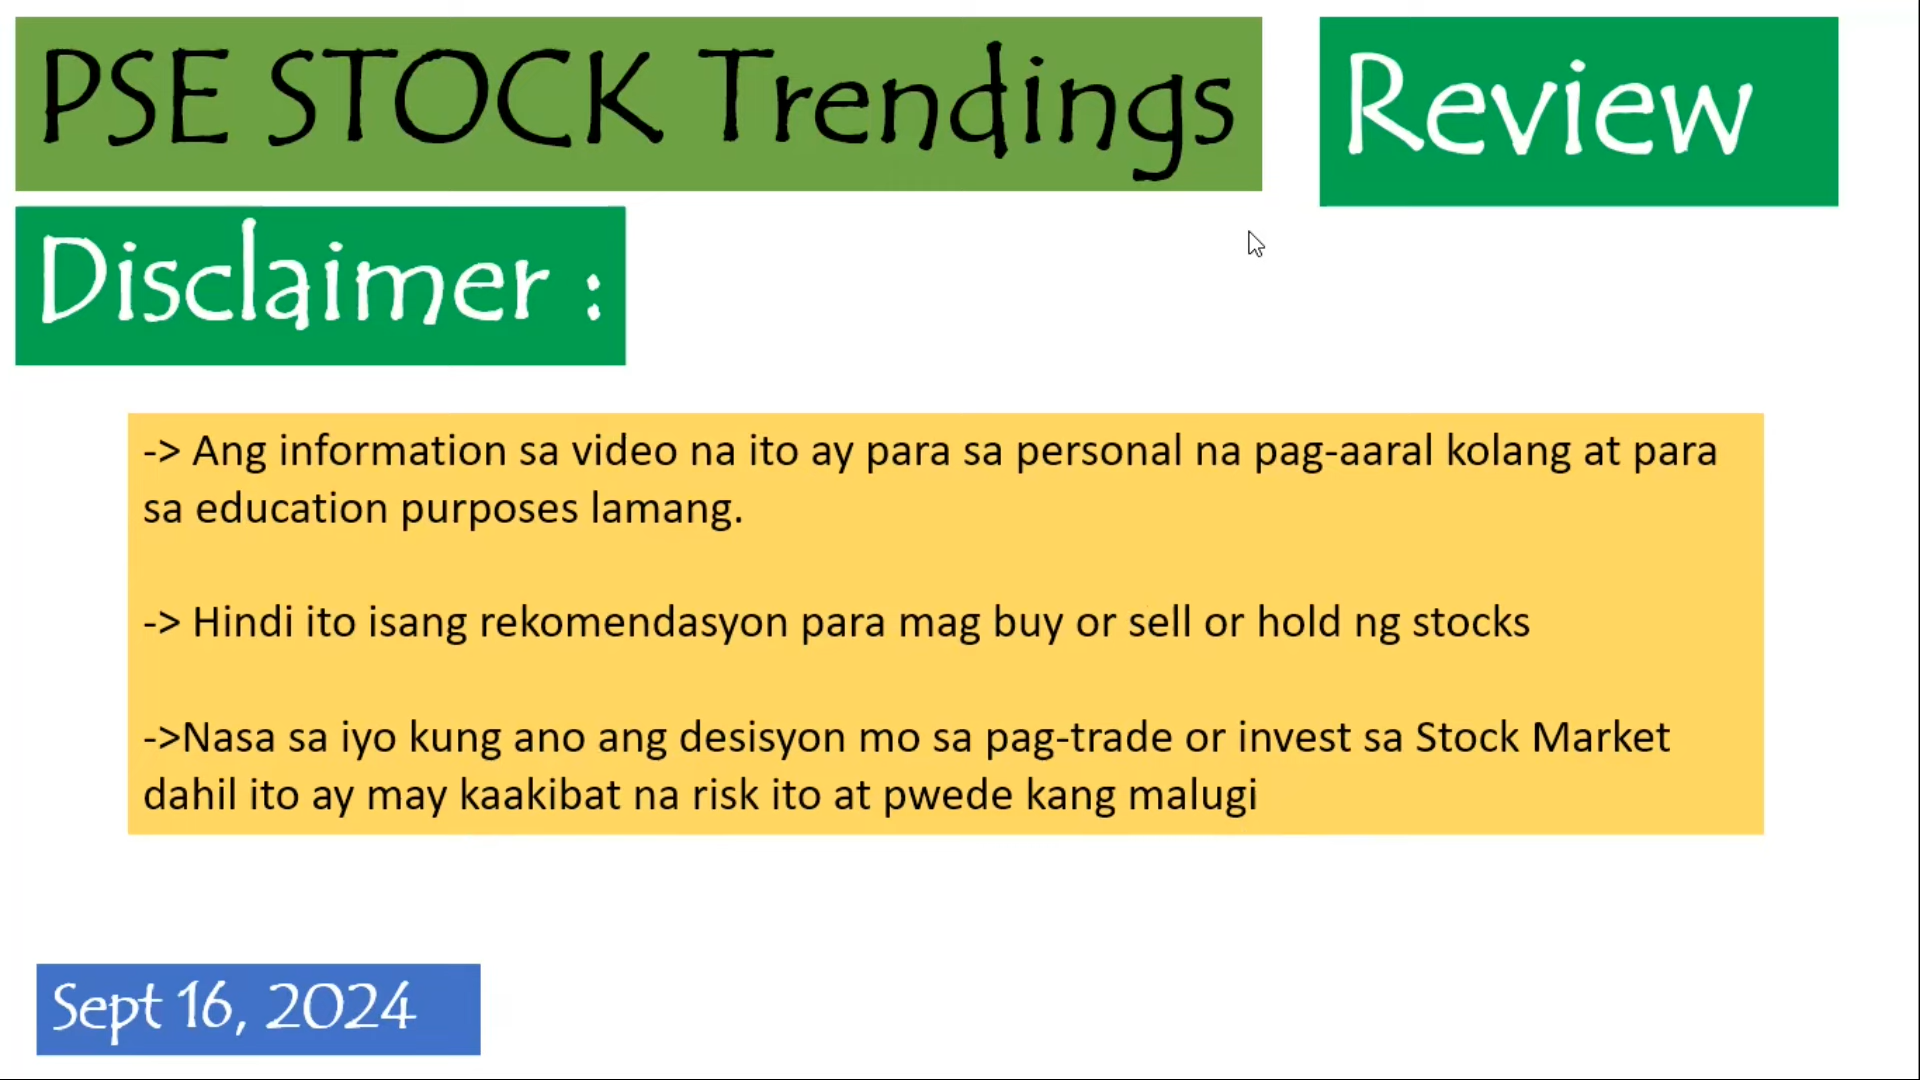 PSE STOCK Trendings
Review
Disclaimer :
-> Ang information sa video na ito ay para sa personal na pag-aaral kolang at para
sa education purposes lamang.
-> Hindi ito isang rekomendasyon para mag buy or sell or hold ng stocks
->Nasa sa iyo kung ano ang desisyon mo sa pag-trade or invest sa Stock Market
dahil ito ay may kaakibat na risk ito at pwede kang malugi
Sept 16, 2024